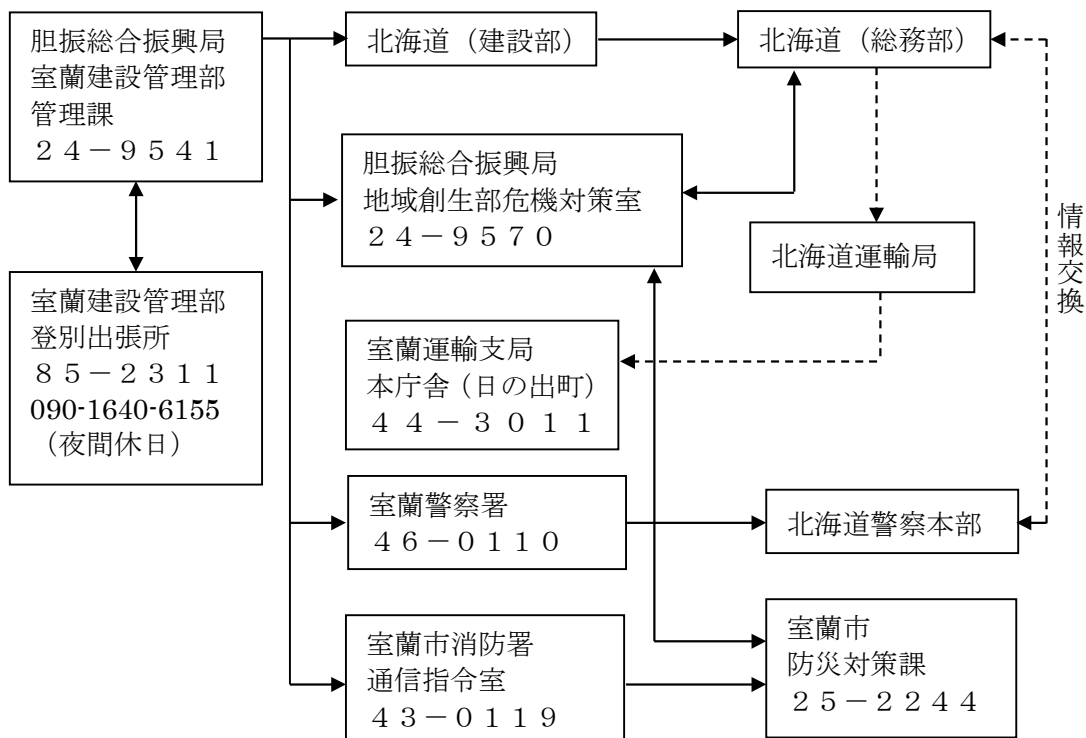 胆振総合振興局
室蘭建設管理部
管理課
２４－９５４１
北海道（建設部）
北海道（総務部）
胆振総合振興局
地域創生部危機対策室
２４－９５７０
北海道運輸局
情報交換
室蘭建設管理部
登別出張所
８５－２３１１
090-1640-6155
（夜間休日）
室蘭運輸支局
本庁舎（日の出町）
４４－３０１１
室蘭警察署
４６－０１１０
北海道警察本部
室蘭市消防署
通信指令室
４３－０１１９
室蘭市
防災対策課
２５－２２４４